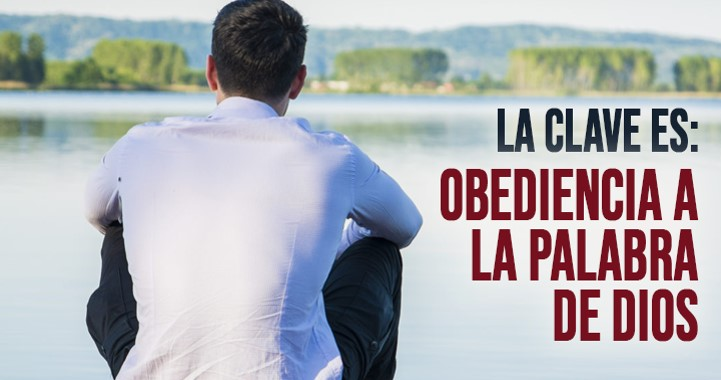 LA CLAVE ES:
OBEDIENCIA A
LA PALABRA
DE DIOS